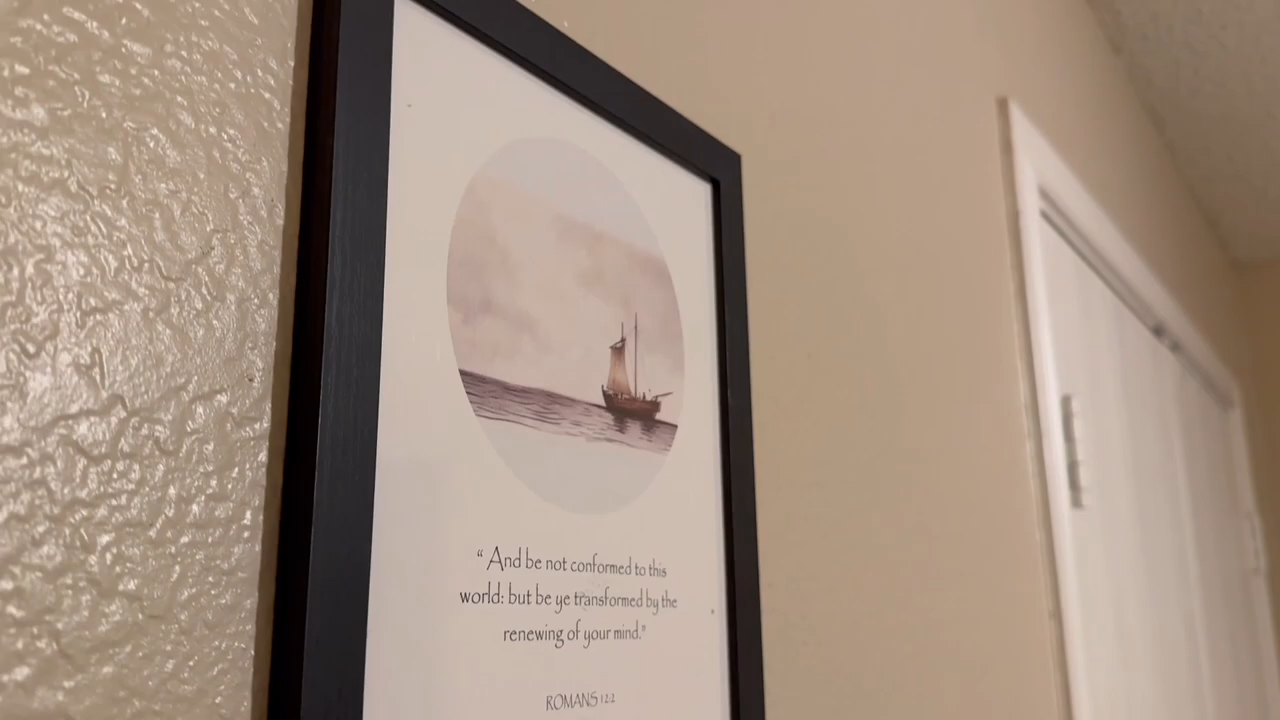 “ And be not conformed to this
world: but be ye transformed by the
renewing of your mind."
ROMANS 12:2